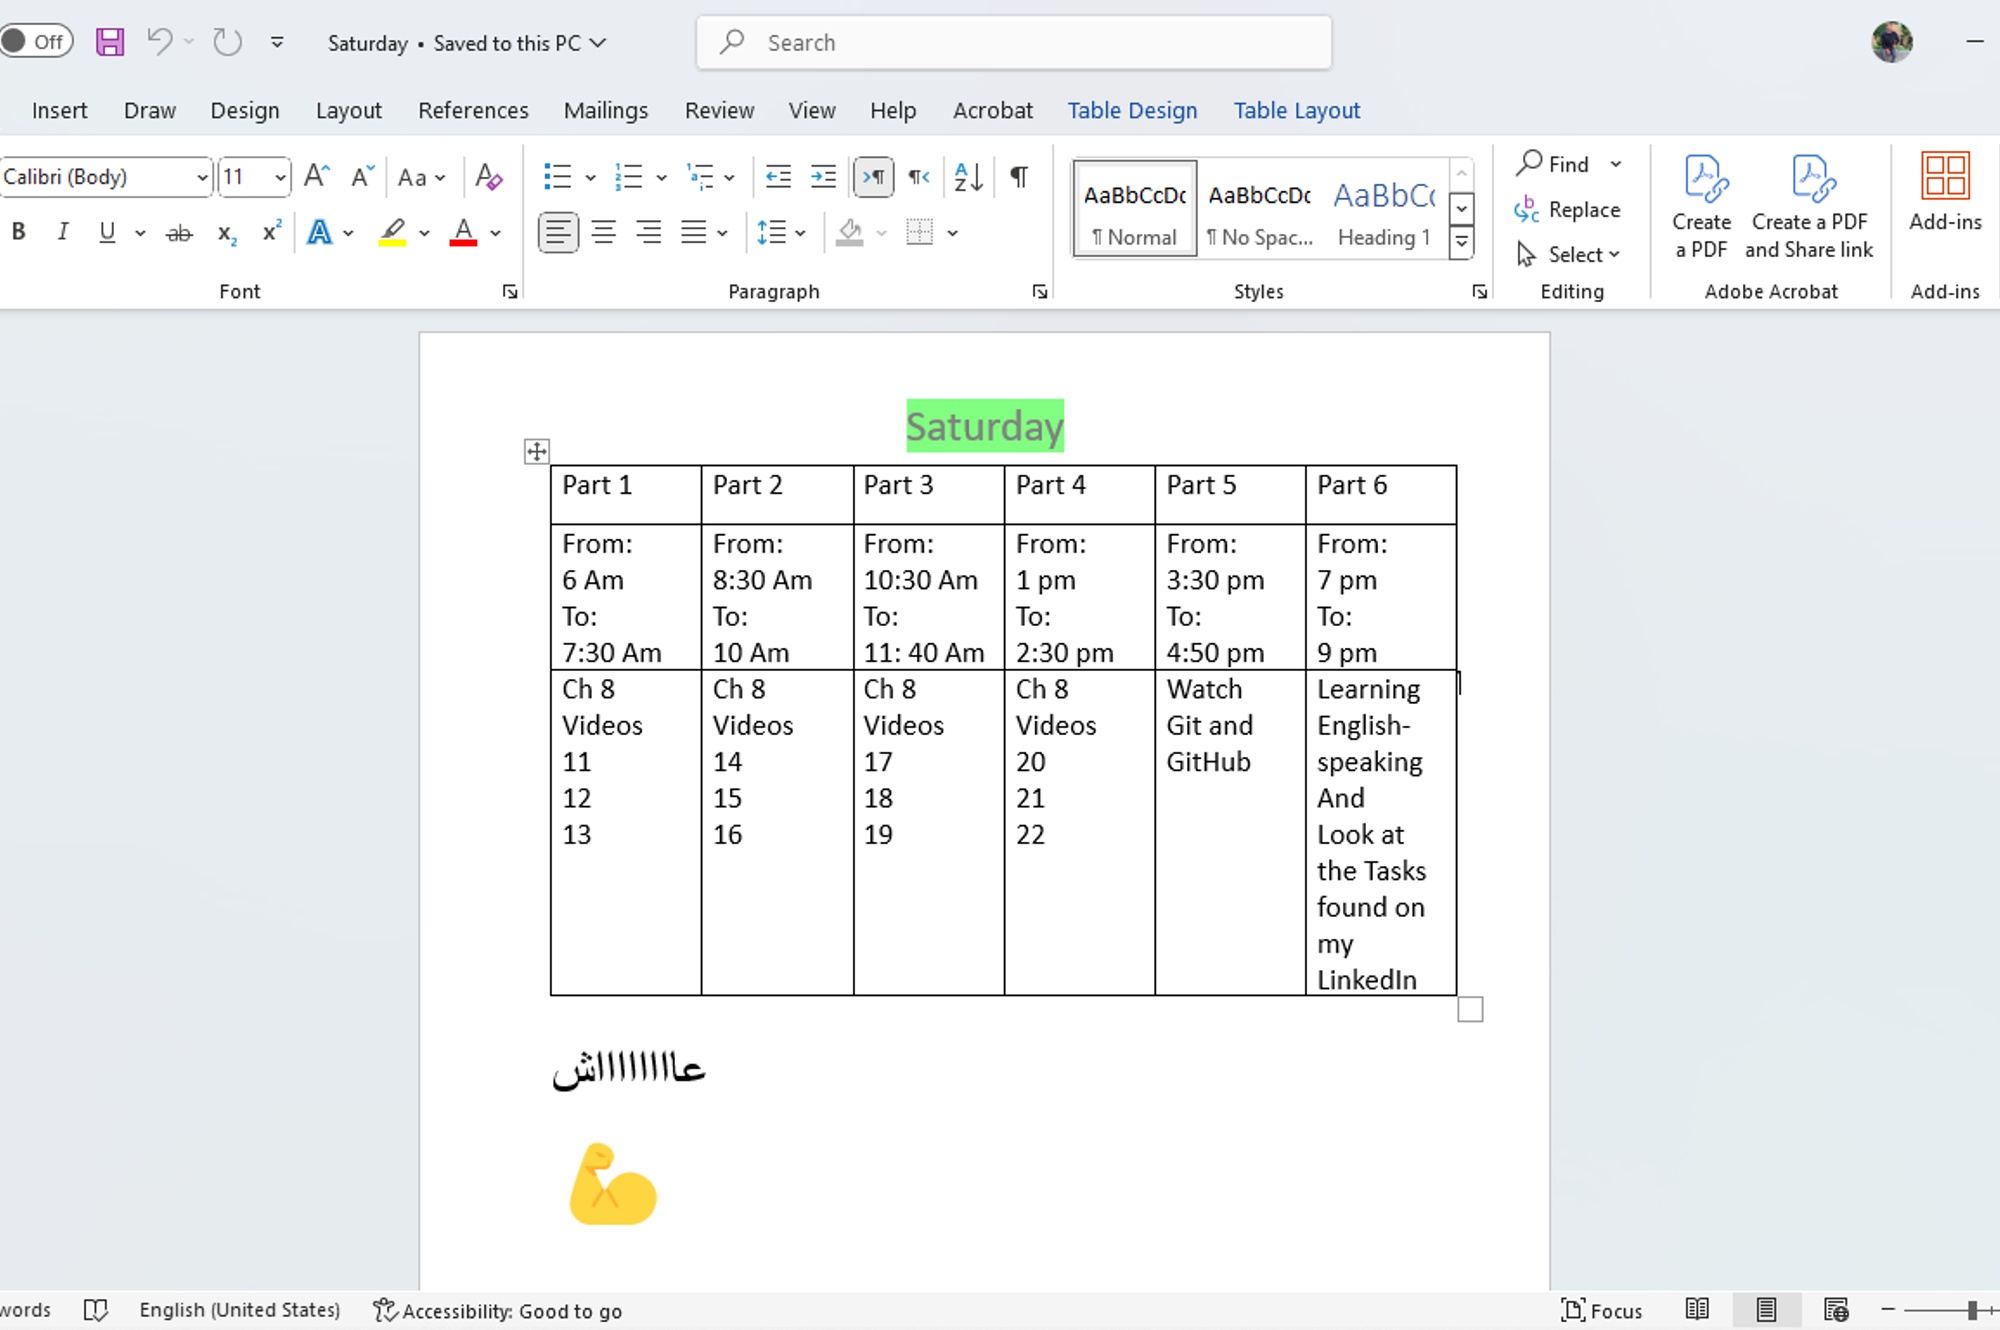 Off
Saturday • Saved to this PC
Search
Insert Draw Design Layout References Mailings Review View Help Acrobat Table Design Table Layout
Calibri (Body) 11 Aa
Find
Replace
Select
B I U ab x₂ x² A A
AaBbCcDc AaBbCcDc AaBbCc
¶ Normal ¶ No Spac... Heading 1
Create a PDF
Create a PDF and Share link
Add-ins
Font Paragraph Styles Editing Adobe Acrobat Add-ins
Saturday
Part 1 Part 2 Part 3 Part 4 Part 5 Part 6
From: From: From: From: From: From:
6 Am 8:30 Am 10:30 Am 1 pm 3:30 pm 7 pm
To: To: To: To: To: To:
7:30 Am 10 Am 11: 40 Am 2:30 pm 4:50 pm 9 pm
Ch 8 Ch 8 Ch 8 Ch 8 Watch Learning
Videos Videos Videos Videos Git and English-
11 14 17 20 GitHub speaking
12 15 18 21 And
13 16 19 22 Look at
the Tasks
found on
my
LinkedIn
عااااااااش
words English (United States) Accessibility: Good to go Focus